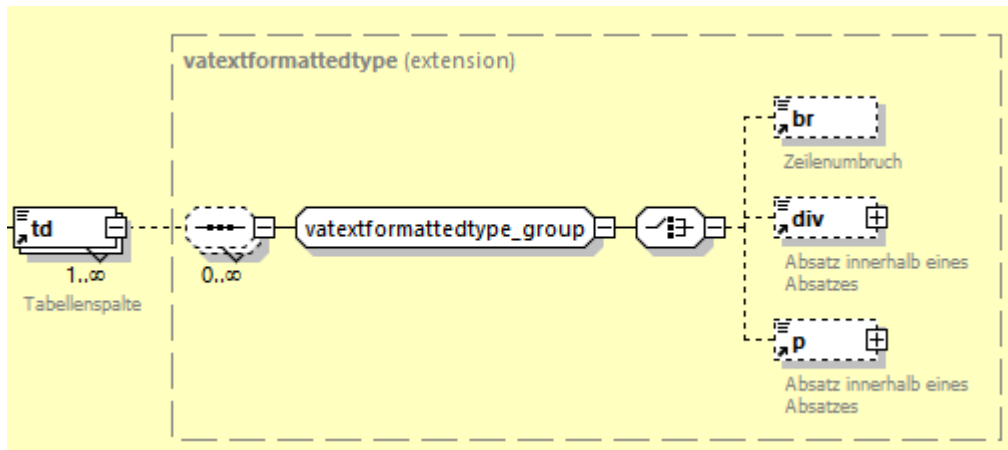 vatextformattedtype (extension)
br
Zeilenumbruch
td
1..∞
Tabellenspalte
0..∞
vatextformattedtype_group
div
Absatz innerhalb eines
Absatzes
p
Absatz innerhalb eines
Absatzes